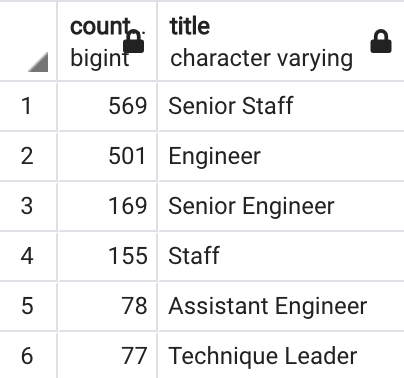 count title
bigint character varying
1 569 Senior Staff
2 501 Engineer
3 169 Senior Engineer
4 155 Staff
5 78 Assistant Engineer
6 77 Technique Leader